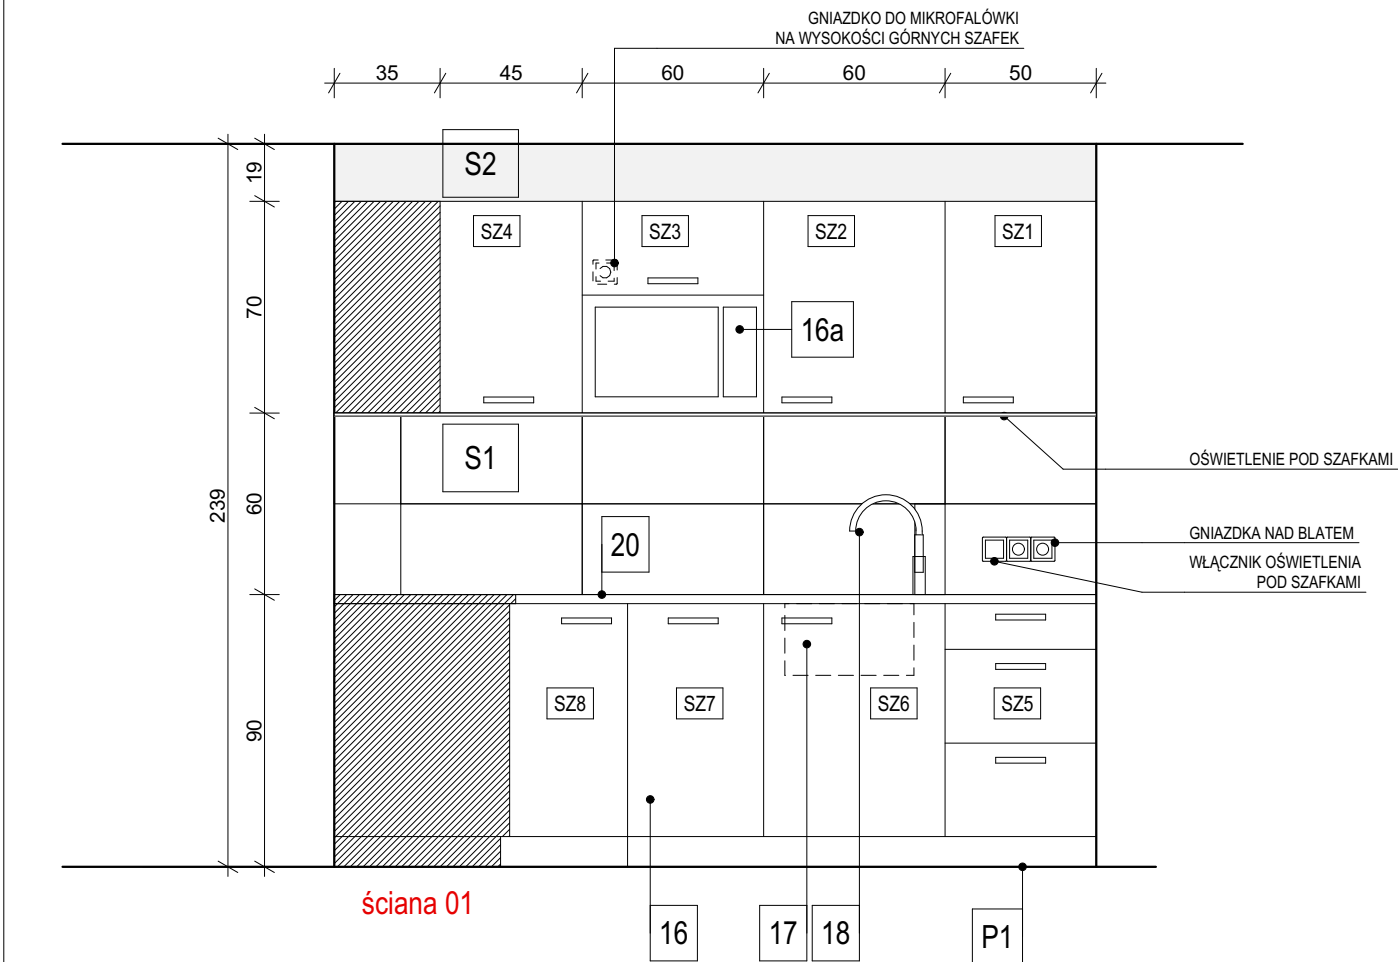 GNIAZDKO DO MIKROFALÓWKI
NA WYSOKOŚCI GÓRNYCH SZAFEK
35 45 60 60 50
19
S2
SZ4 SZ3 SZ2 SZ1
70
16a
S1
OŚWIETLENIE POD SZAFKAMI
239
60
20
GNIAZDKA NAD BLATEM
WŁĄCZNIK OŚWIETLENIA
POD SZAFKAMI
90
SZ8 SZ7 SZ6 SZ5
ściana 01
16 17 18 P1